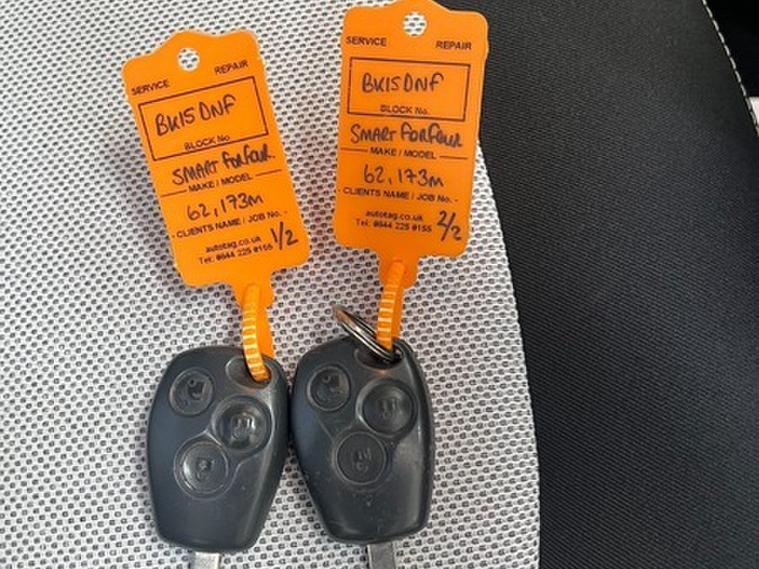 SERVICE REPAIR
BK15 DNF
BLOCK No.
SMART FORFOUR.
MAKE / MODEL
62,173m
- CLIENTS NAME / JOB No. -
autotag.co.uk
Tel: 0844 225 0155
1/2
SERVICE REPAIR
BK15 DNF
BLOCK No.
SMART FORFOUR
MAKE / MODEL
62,173m
- CLIENTS NAME / JOB No. -
autotag.co.uk
Tel: 0844 225 0155
2/2